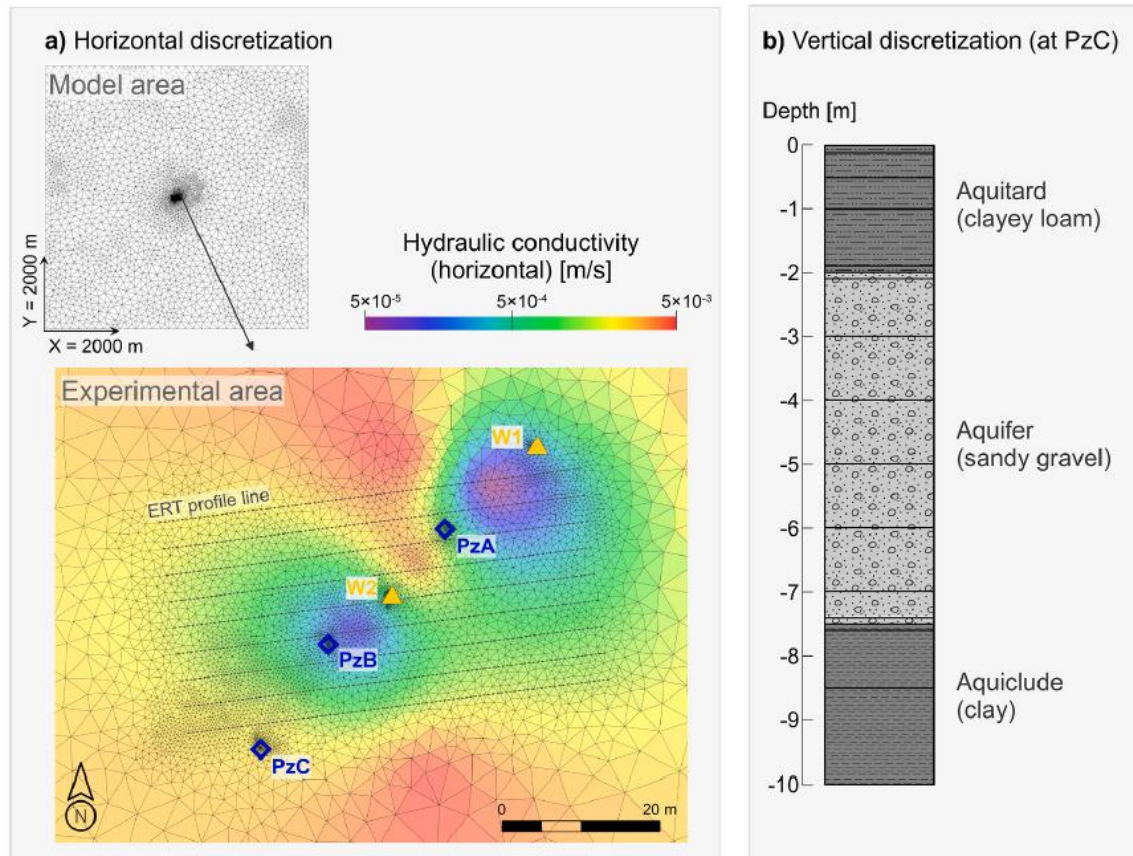 a) Horizontal discretization
Model area
Y = 2000 m
X = 2000 m
Hydraulic conductivity
(horizontal) [m/s]
5×10⁻⁵ 5×10⁻⁴ 5×10⁻³
Experimental area
W1
ERT profile line
PzA
W2
PzB
PzC
N
0 20 m
b) Vertical discretization (at PzC)
Depth [m]
0
-1
-2
-3
-4
-5
-6
-7
-8
-9
-10
Aquitard
(clayey loam)
Aquifer
(sandy gravel)
Aquiclude
(clay)